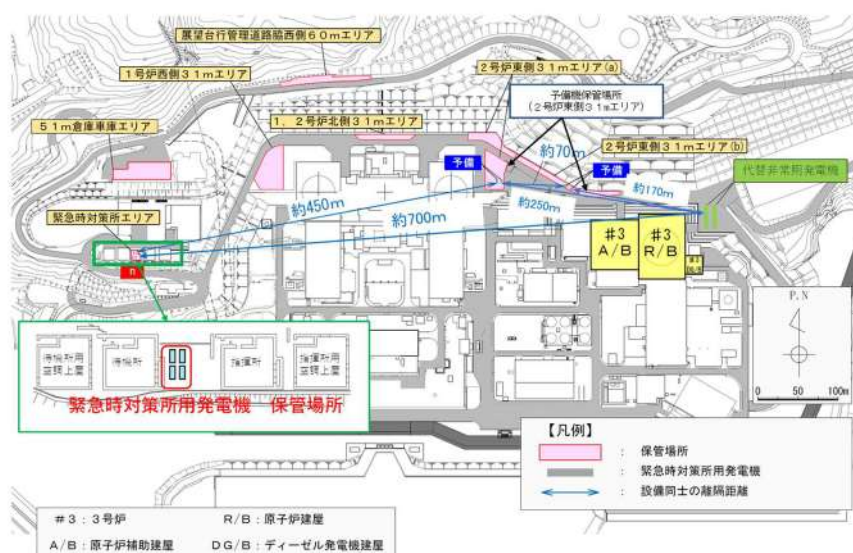 展望台行管理道路脇西側60mエリア
1号炉西側31mエリア
2号炉東側31mエリア(a)
予備機保管場所
(2号炉東側31mエリア)
51m倉庫車庫エリア
1，2号炉北側31mエリア
2号炉東側31mエリア(b)
約70m
予備
予備
代替非常用発電機
約170m
緊急時対策所エリア
約450m
約250m
約700m
#3
A/B
#3
R/B
#3
DG/B
n
P.N
待機所用
空調上屋
待機所
指揮所
指揮所用
空調上屋
緊急時対策所用発電機 保管場所
0 50 100m
【凡例】
： 保管場所
： 緊急時対策所用発電機
： 設備同士の離隔距離
#3：3号炉 R/B：原子炉建屋
A/B：原子炉補助建屋 DG/B：ディーゼル発電機建屋